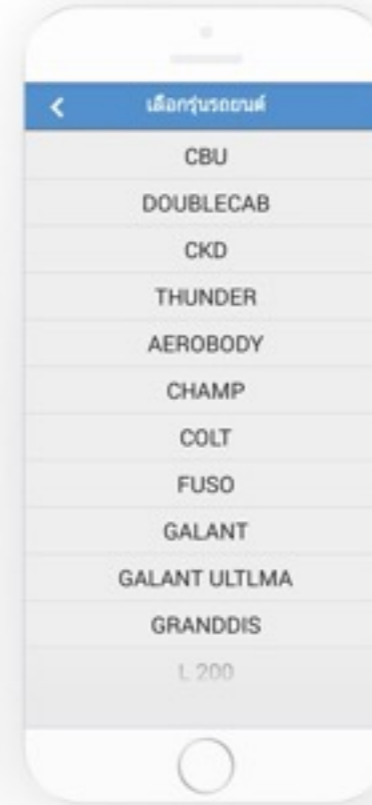 เลือกรุ่นรถยนต์
CBU
DOUBLECAB
CKD
THUNDER
AEROBODY
CHAMP
COLT
FUSO
GALANT
GALANT ULTLMA
GRANDDIS
L 200